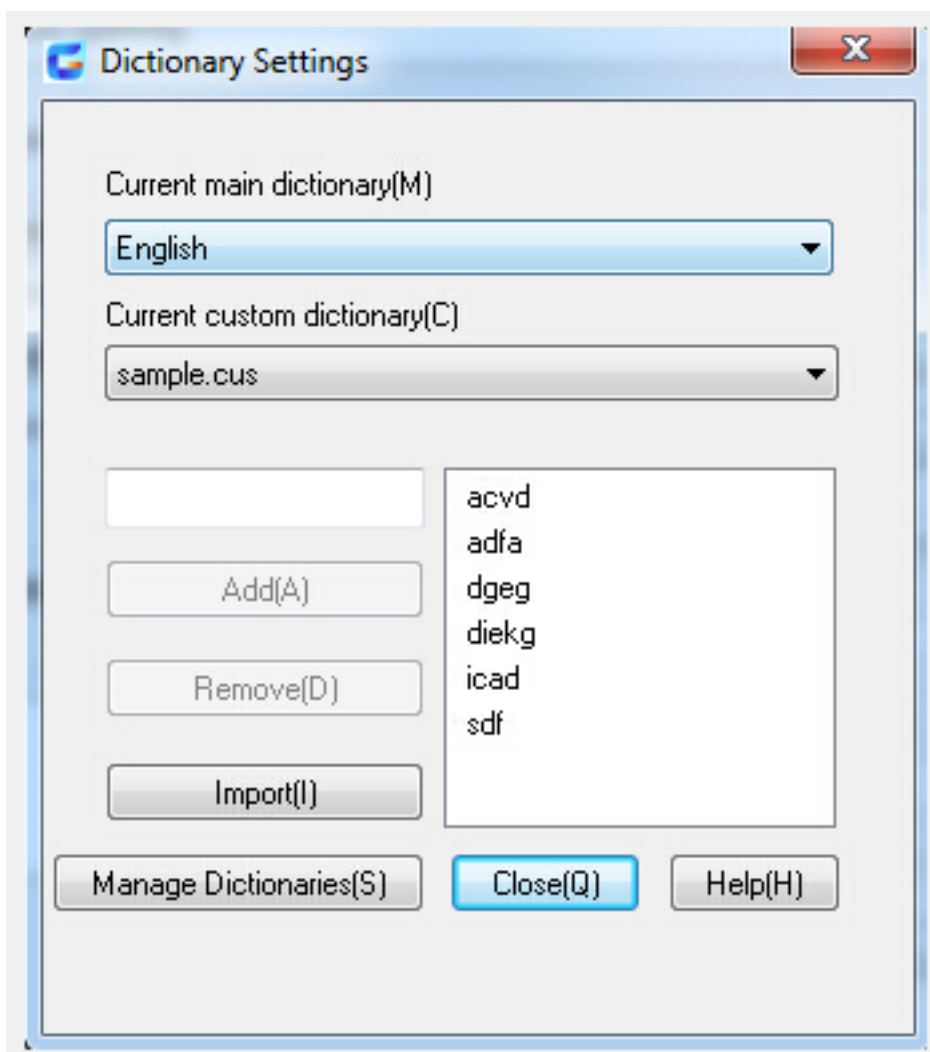 Dictionary Settings
Current main dictionary(M)
English
Current custom dictionary(C)
sample.cus
acvd
adfa
Add(A)
dgeg
diekg
Remove(D)
icad
sdf
Import(I)
Manage Dictionaries(S) Close(Q) Help(H)